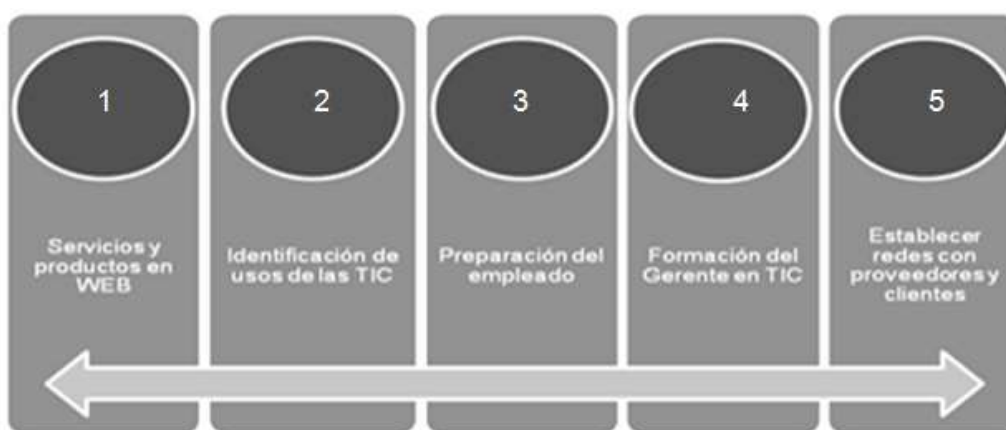 1
Servicios y
productos en
WEB
2
Identificación de
usos de las TIC
3
Preparación del
empleado
4
Formación del
Gerente en TIC
5
Establecer
redes con
proveedores y
clientes